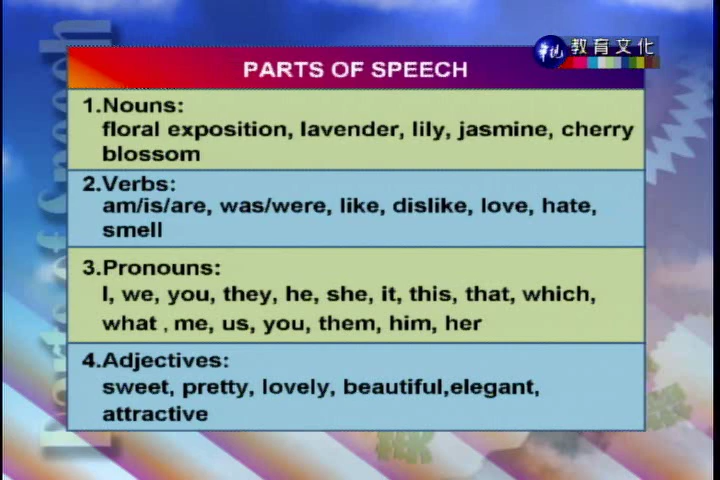 華視 教育文化
PARTS OF SPEECH
1.Nouns:
floral exposition, lavender, lily, jasmine, cherry
blossom
2.Verbs:
am/is/are, was/were, like, dislike, love, hate,
smell
3.Pronouns:
I, we, you, they, he, she, it, this, that, which,
what , me, us, you, them, him, her
4.Adjectives:
sweet, pretty, lovely, beautiful,elegant,
attractive